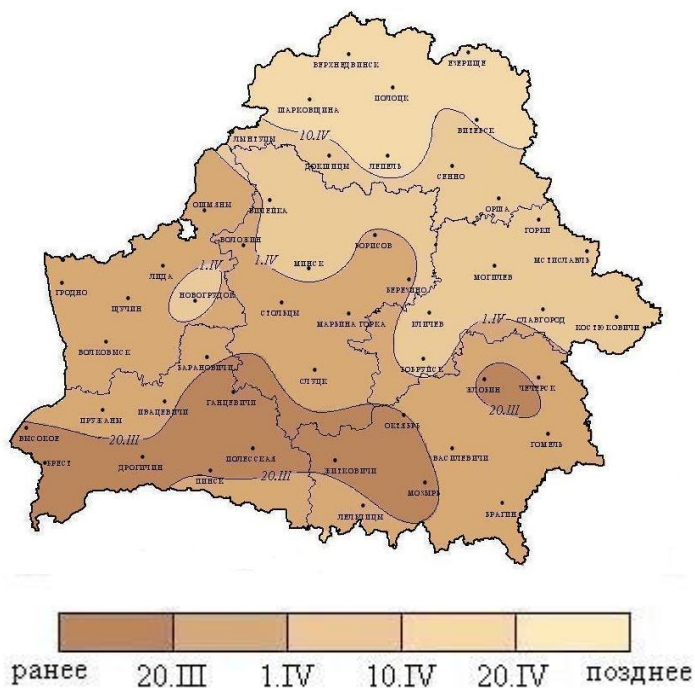 ВЕРХНЕДВИНСК
ЕЗЕРИЩЕ
ПОЛОЦК
ШАРКОВЩИНА
ВИТЕБСК
10.IV
ЛЫНТУПЫ
ДОКШИЦЫ
ЛЕПЕЛЬ
СЕННО
ОШМЯНЫ
ВИЛЕЙКА
ОРША
ГОРКИ
ВОЛОЖИН
БОРИСОВ
МСТИСЛАВЛЬ
1.IV
1.IV
МИНСК
МОГИЛЕВ
ЛИДА
БЕРЕЗИНО
ГРОДНО
НОВОГРУДОК
ЩУЧИН
СТОЛЬЦЫ
МАРЬИНА ГОРКА
КЛИЧЕВ
1.IV
СЛАВГОРОД
КОСТЮКОВИЧИ
ВОЛКОВЫСК
БАРАНОВИЧИ
БОБРУЙСК
СЛУЦК
ЖЛОБИН
ЧЕЧЕРСК
ГАНЦЕВИЧИ
ИВАЦЕВИЧИ
20.III
ПРУЖАНЫ
ОКТЯБРЬ
ВЫСОКОЕ
20.III
ГОМЕЛЬ
ПОЛЕССКАЯ
ВАСИЛЕВИЧИ
БРЕСТ
ДРОГИЧИН
ЖИТКОВИЧИ
ПИНСК
20.III
МОЗЫРЬ
ЛЕЛЬЧИЦЫ
БРАГИН
ранее 20.III 1.IV 10.IV 20.IV позднее